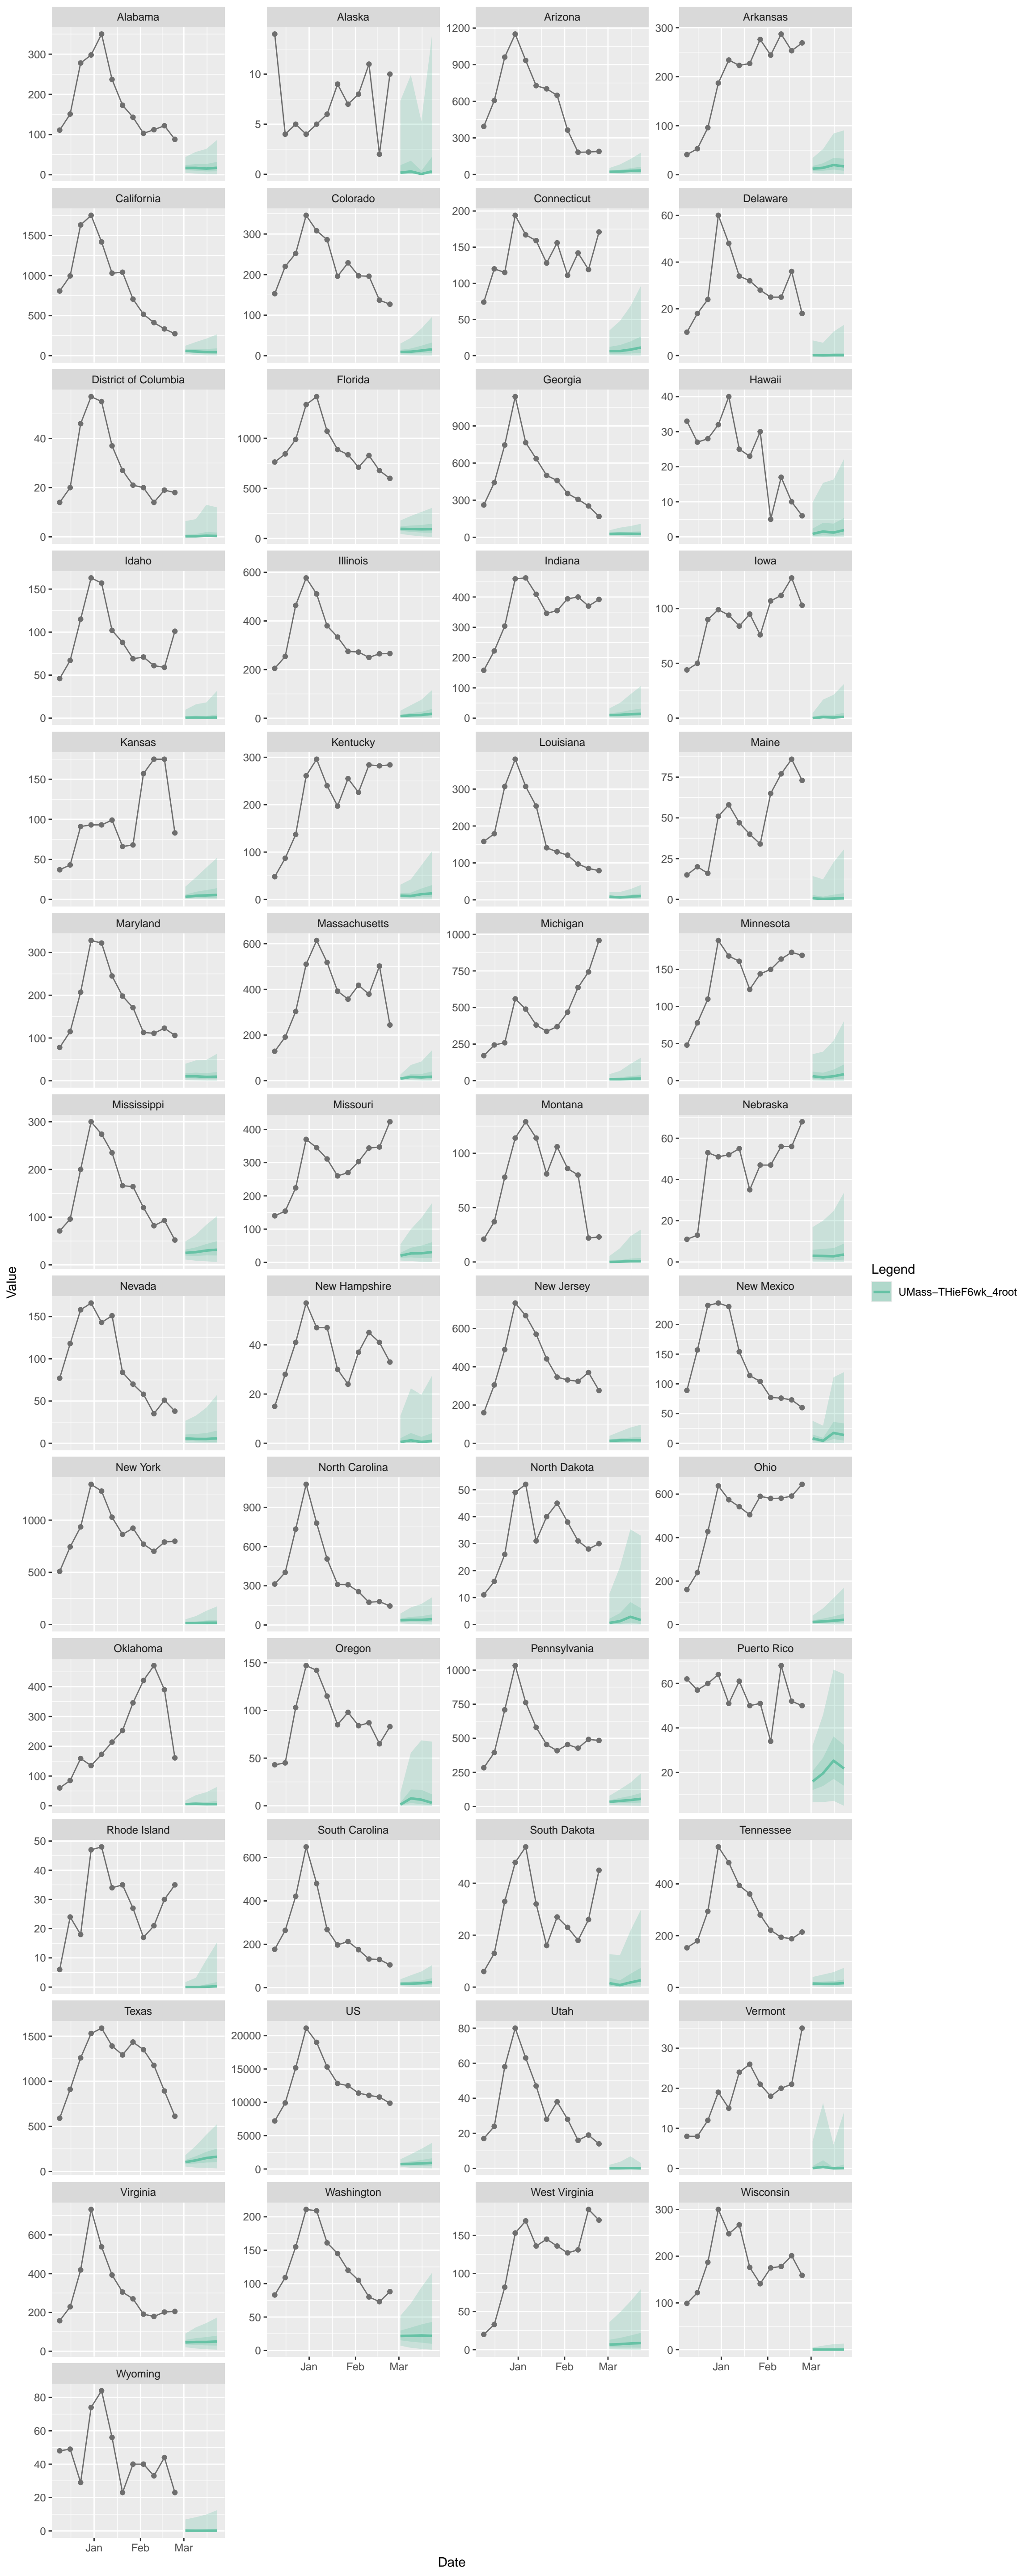 Alabama Alaska Arizona Arkansas
300 200 100 0
10 5 0
1200 900 600 300 0
300 200 100 0
California Colorado Connecticut Delaware
1500 1000 500 0
300 200 100 0
200 150 100 50 0
60 40 20 0
District of Columbia Florida Georgia Hawaii
40 20 0
1000 500 0
900 600 300 0
40 30 20 10 0
Idaho Illinois Indiana Iowa
150 100 50 0
600 400 200 0
400 300 200 100 0
100 50 0
Kansas Kentucky Louisiana Maine
150 100 50 0
300 200 100 0
300 200 100 0
75 50 25 0
Maryland Massachusetts Michigan Minnesota
300 200 100 0
600 400 200 0
1000 750 500 250 0
150 100 50 0
Mississippi Missouri Montana Nebraska
300 200 100 0
400 300 200 100 0
100 50 0
60 40 20 0
Value
Legend
UMass−THieF6wk_4root
Nevada New Hampshire New Jersey New Mexico
150 100 50 0
40 20 0
600 400 200 0
200 150 100 50 0
New York North Carolina North Dakota Ohio
1000 500 0
900 600 300 0
50 40 30 20 10 0
600 400 200 0
Oklahoma Oregon Pennsylvania Puerto Rico
400 300 200 100 0
150 100 50 0
1000 750 500 250 0
60 40 20
Rhode Island South Carolina South Dakota Tennessee
50 40 30 20 10 0
600 400 200 0
40 20 0
400 200 0
Texas US Utah Vermont
1500 1000 500 0
20000 15000 10000 5000 0
80 60 40 20 0
30 20 10 0
Virginia Washington West Virginia Wisconsin
600 400 200 0
200 150 100 50 0
150 100 50 0
300 200 100 0
Jan Feb Mar Jan Feb Mar Jan Feb Mar
Wyoming
80 60 40 20 0
Jan Feb Mar
Date